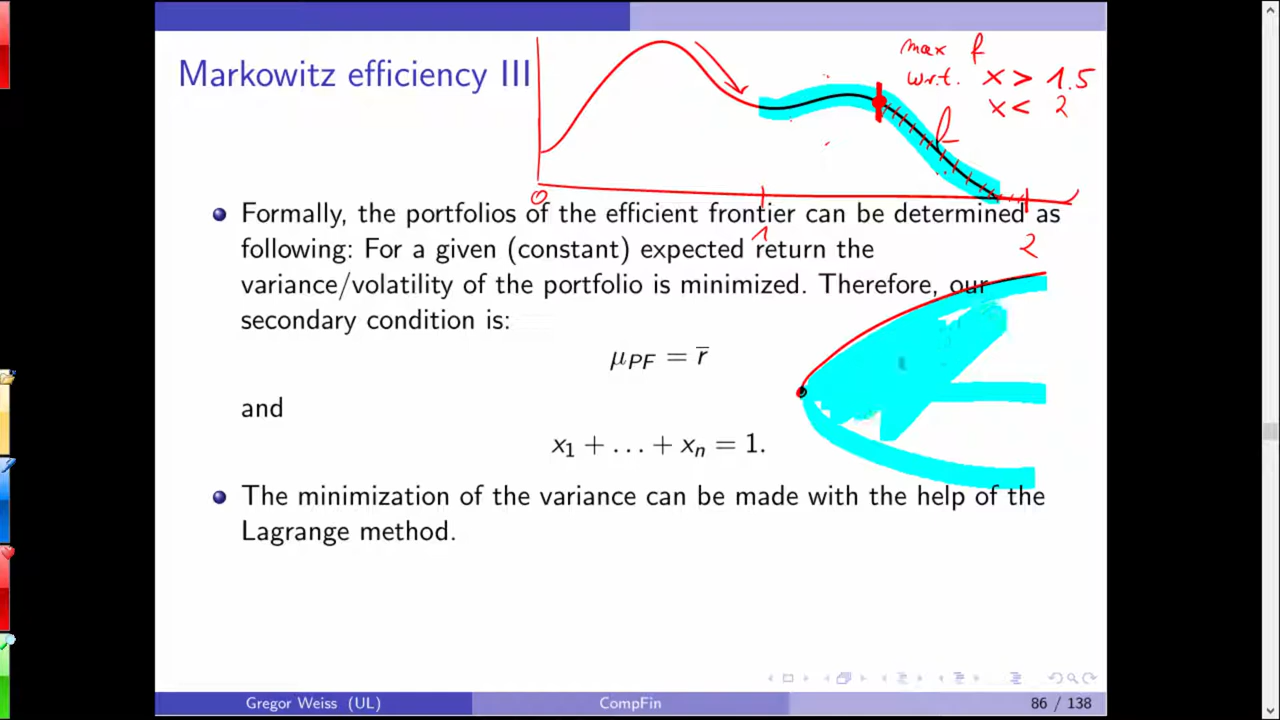 Markowitz efficiency III
max f
w.r.t. x > 1.5
x < 2
f
0
1
2
Formally, the portfolios of the efficient frontier can be determined as
following: For a given (constant) expected return the
variance/volatility of the portfolio is minimized. Therefore, our
secondary condition is:
μ_PF = r̅
and
x₁ + . . . + xₙ = 1.
The minimization of the variance can be made with the help of the
Lagrange method.
Gregor Weiss (UL) CompFin 86 / 138